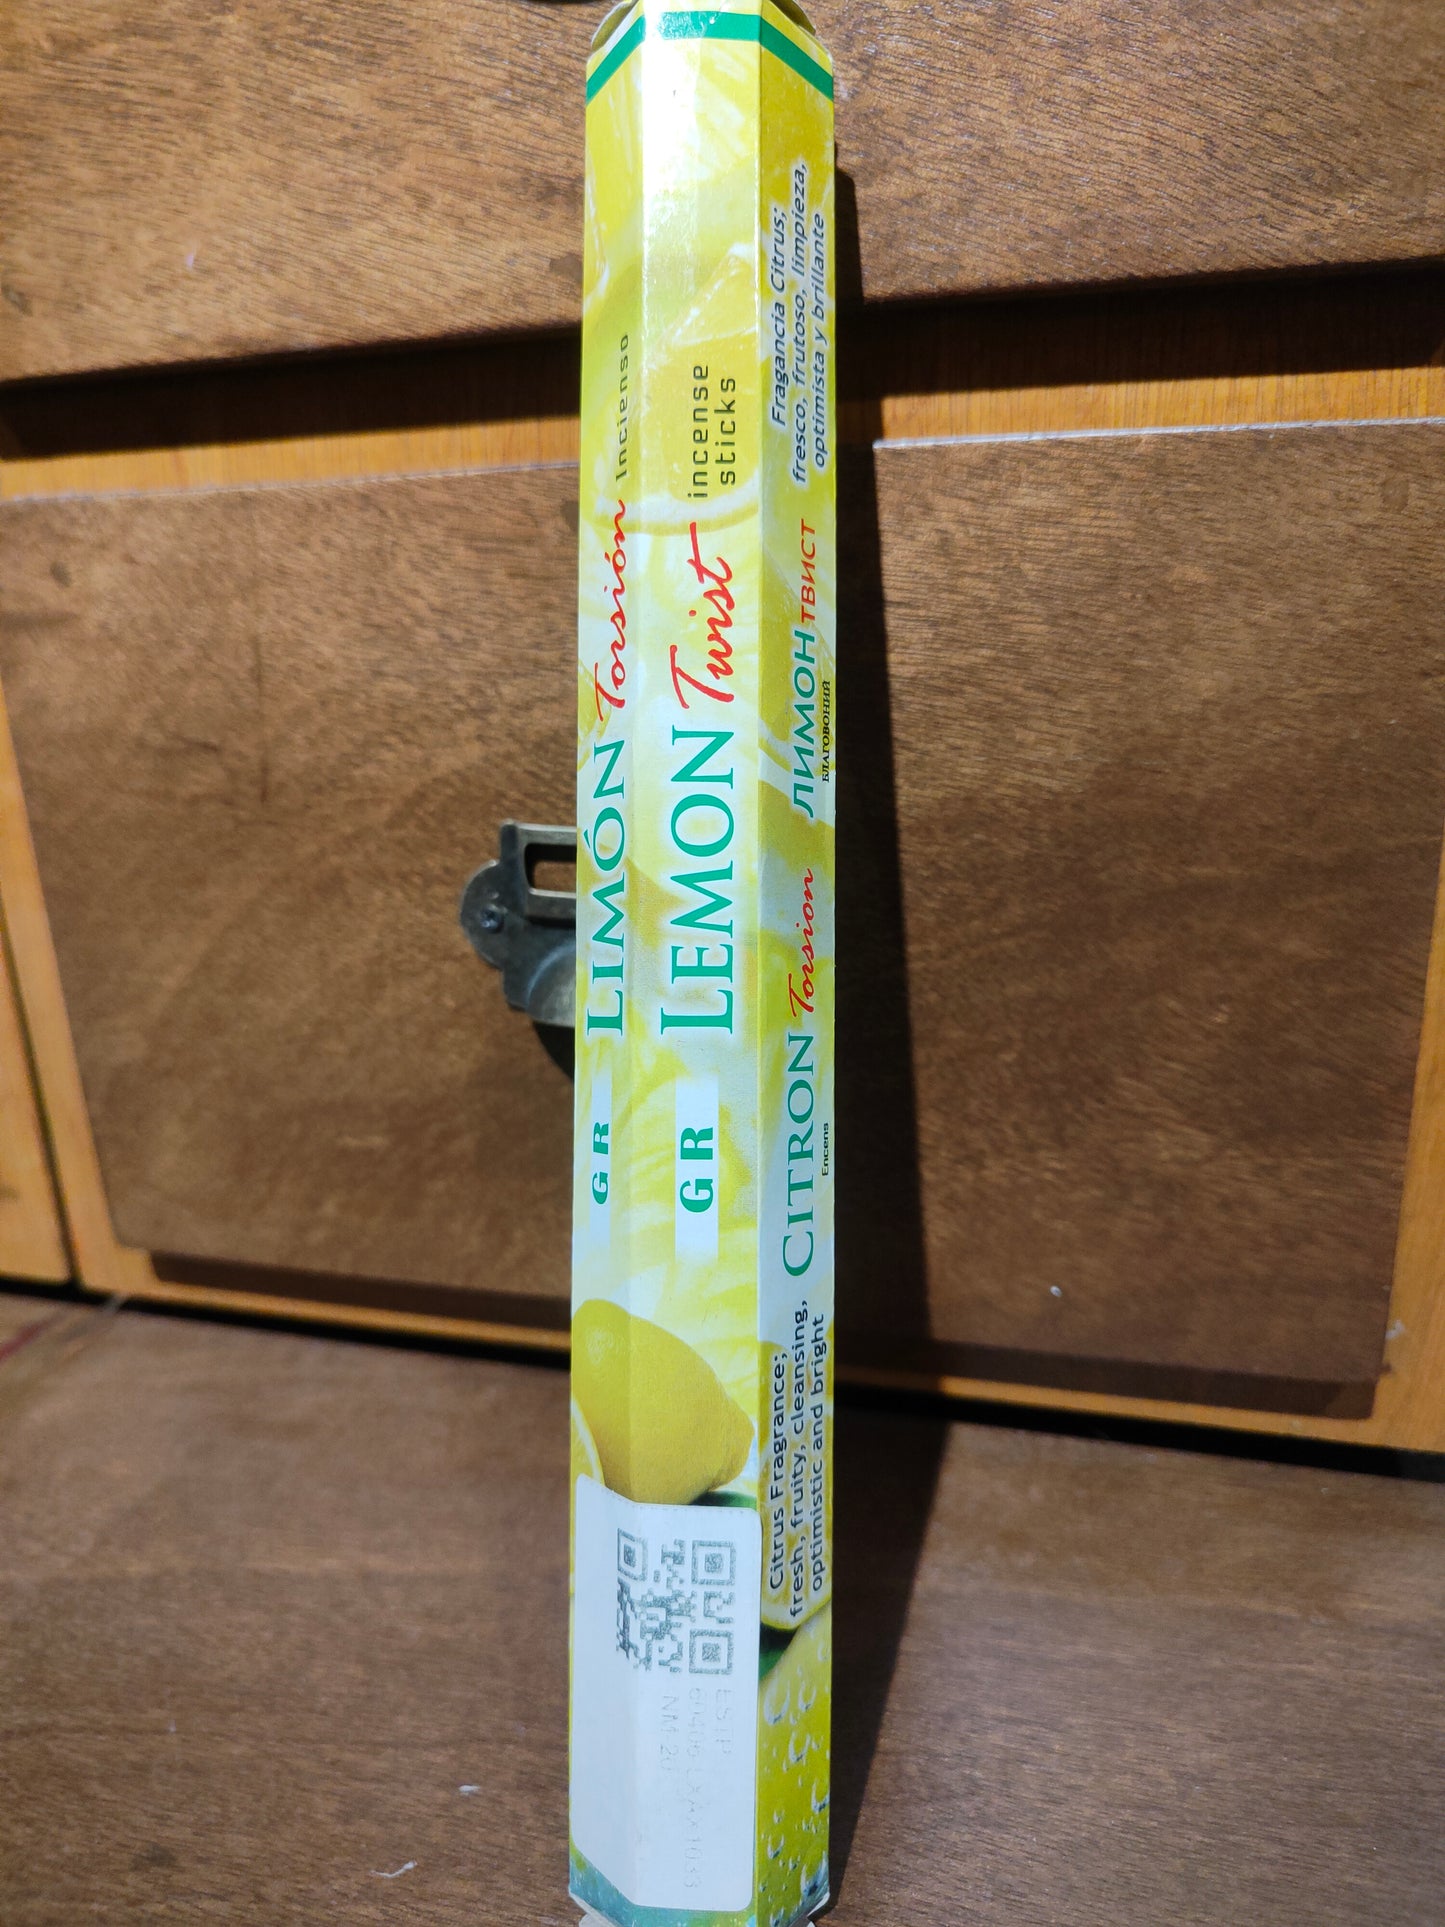 GR LIMÓN Torsión Incienso
GR LEMON Twist incense
sticks
Citrus Fragrance;
fresh, fruity, cleansing,
optimistic and bright
CITRON Torsion
Encens
ЛИМОН ТВИСТ
БЛАГОВОНИЙ
Fragancia Citrus;
fresco, frutoso, limpieza,
optimista y brillante